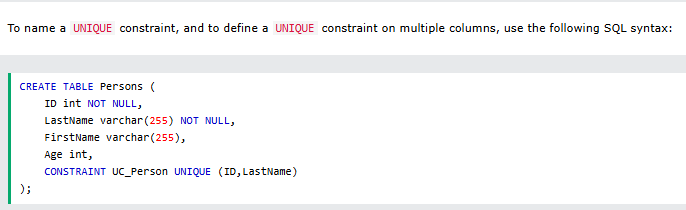 To name a UNIQUE constraint, and to define a UNIQUE constraint on multiple columns, use the following SQL syntax:
CREATE TABLE Persons (
    ID int NOT NULL,
    LastName varchar(255) NOT NULL,
    FirstName varchar(255),
    Age int,
    CONSTRAINT UC_Person UNIQUE (ID,LastName)
);